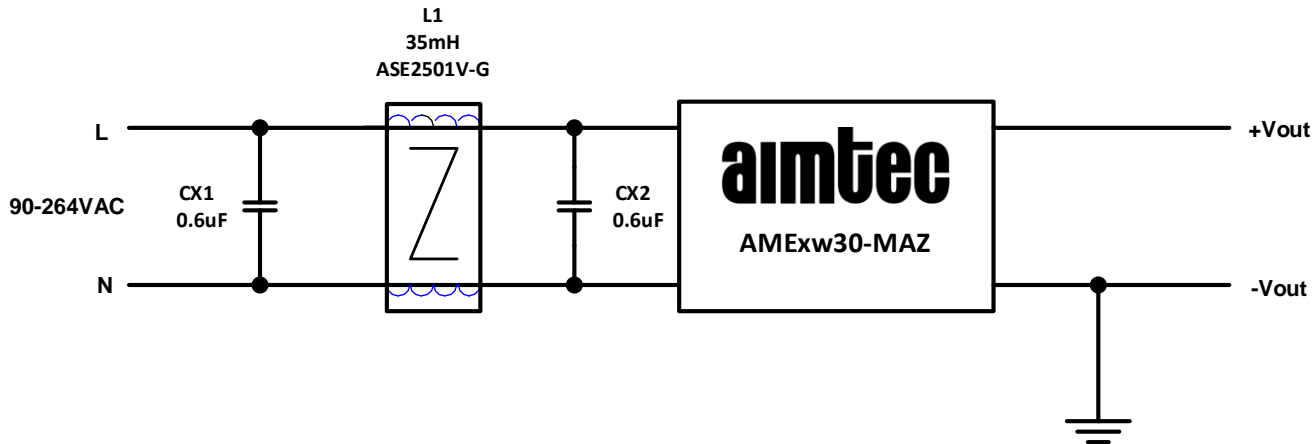 L1
35mH
ASE2501V-G
L
+Vout
aimtec
CX1
0.6uF
CX2
0.6uF
90-264VAC
AMExw30-MAZ
N
-Vout